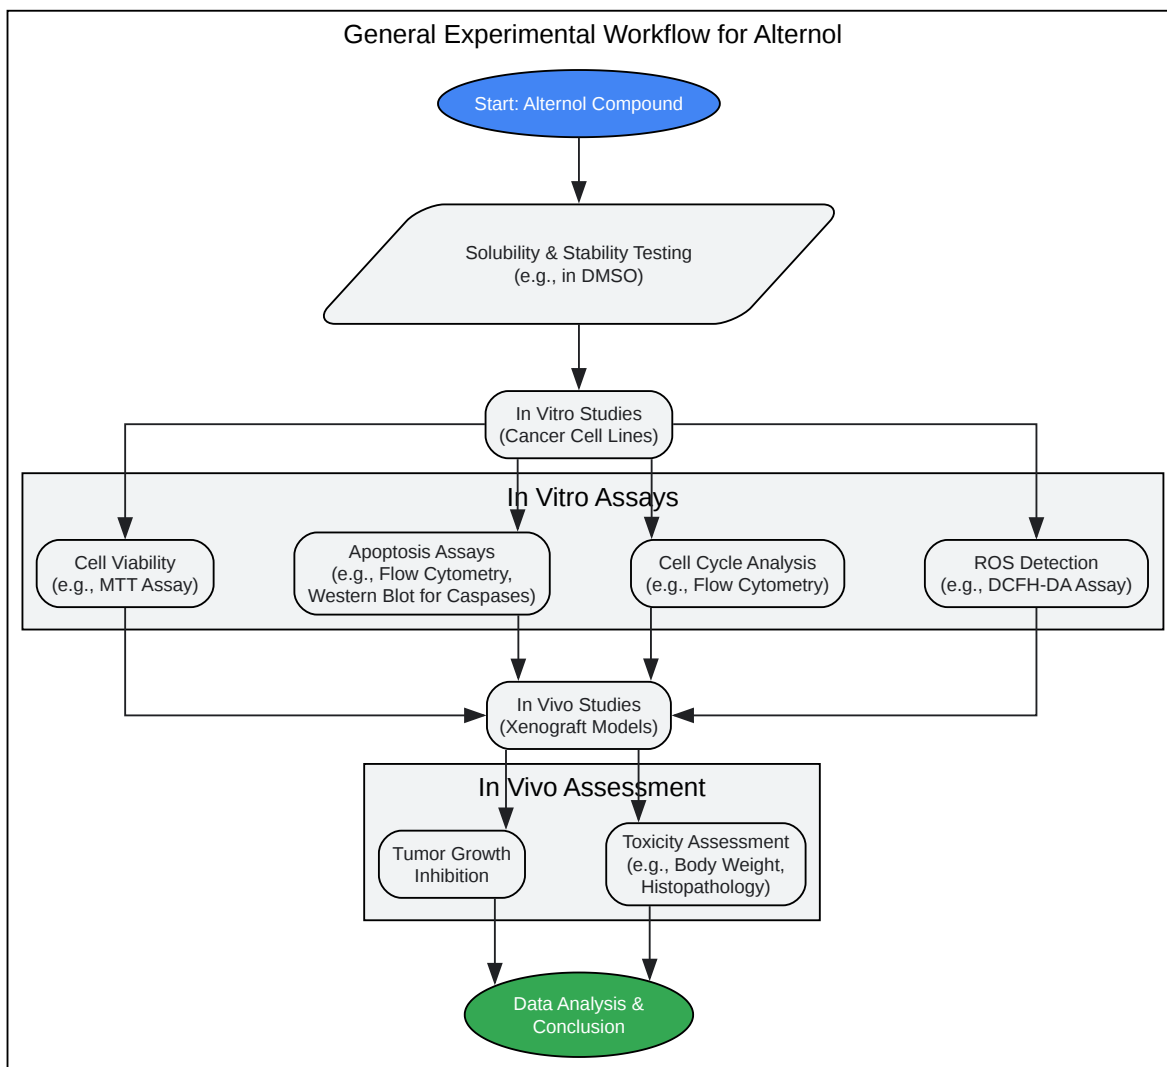 General Experimental Workflow for Alternol
Start: Alternol Compound
Solubility & Stability Testing
(e.g., in DMSO)
In Vitro Studies
(Cancer Cell Lines)
In Vitro Assays
Cell Viability
(e.g., MTT Assay)
Apoptosis Assays
(e.g., Flow Cytometry,
Western Blot for Caspases)
Cell Cycle Analysis
(e.g., Flow Cytometry)
ROS Detection
(e.g., DCFH-DA Assay)
In Vivo Studies
(Xenograft Models)
In Vivo Assessment
Tumor Growth
Inhibition
Toxicity Assessment
(e.g., Body Weight,
Histopathology)
Data Analysis &
Conclusion